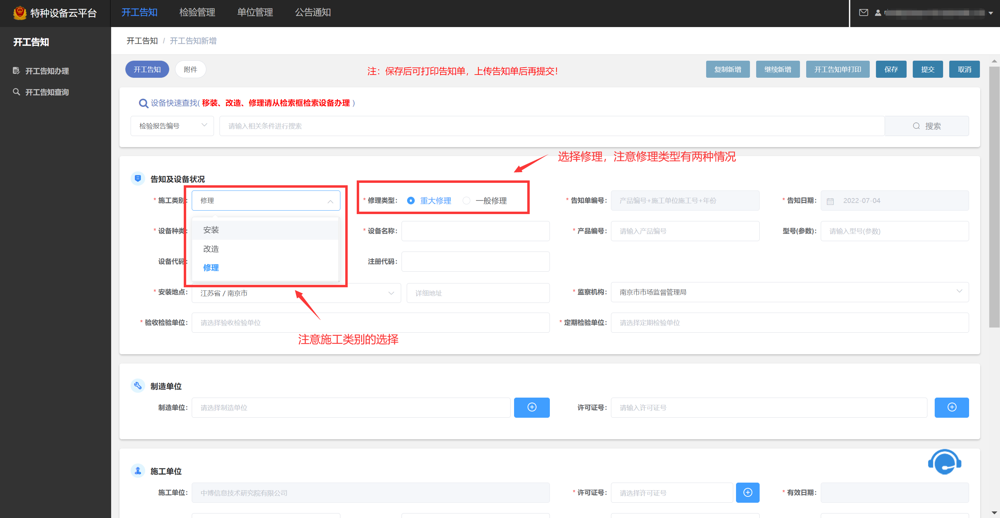 特种设备云平台
开工告知 检验管理 单位管理 公告通知
开工告知
开工告知办理
开工告知查询
开工告知 / 开工告知新增
开工告知 附件
注：保存后可打印告知单，上传告知单后再提交！
复制新增 继续新增 开工告知单打印 保存 提交 取消
设备快速查找( 移装、改造、修理请从检索框检索设备办理 )
检验报告编号 请输入相关条件进行搜索 搜索
选择修理，注意修理类型有两种情况
告知及设备状况
* 施工类别： 修理 * 修理类型： 重大修理 一般修理 * 告知单编号： 产品编号+施工单位施工号+年份 * 告知日期： 2022-07-04
安装
改造
修理
* 设备种类： * 设备名称： * 产品编号： 请输入产品编号 型号(参数)： 请输入型号(参数)
设备代码： 注册代码：
* 安装地点： 江苏省 / 南京市 详细地址 * 监察机构： 南京市市场监督管理局
* 验收检验单位： 请选择验收检验单位 * 定期检验单位： 请选择定期检验单位
注意施工类别的选择
制造单位
制造单位： 请选择制造单位 许可证号： 请输入许可证号
施工单位
施工单位： 中博信息技术研究院有限公司 * 许可证号： 请选择许可证号 * 有效日期：